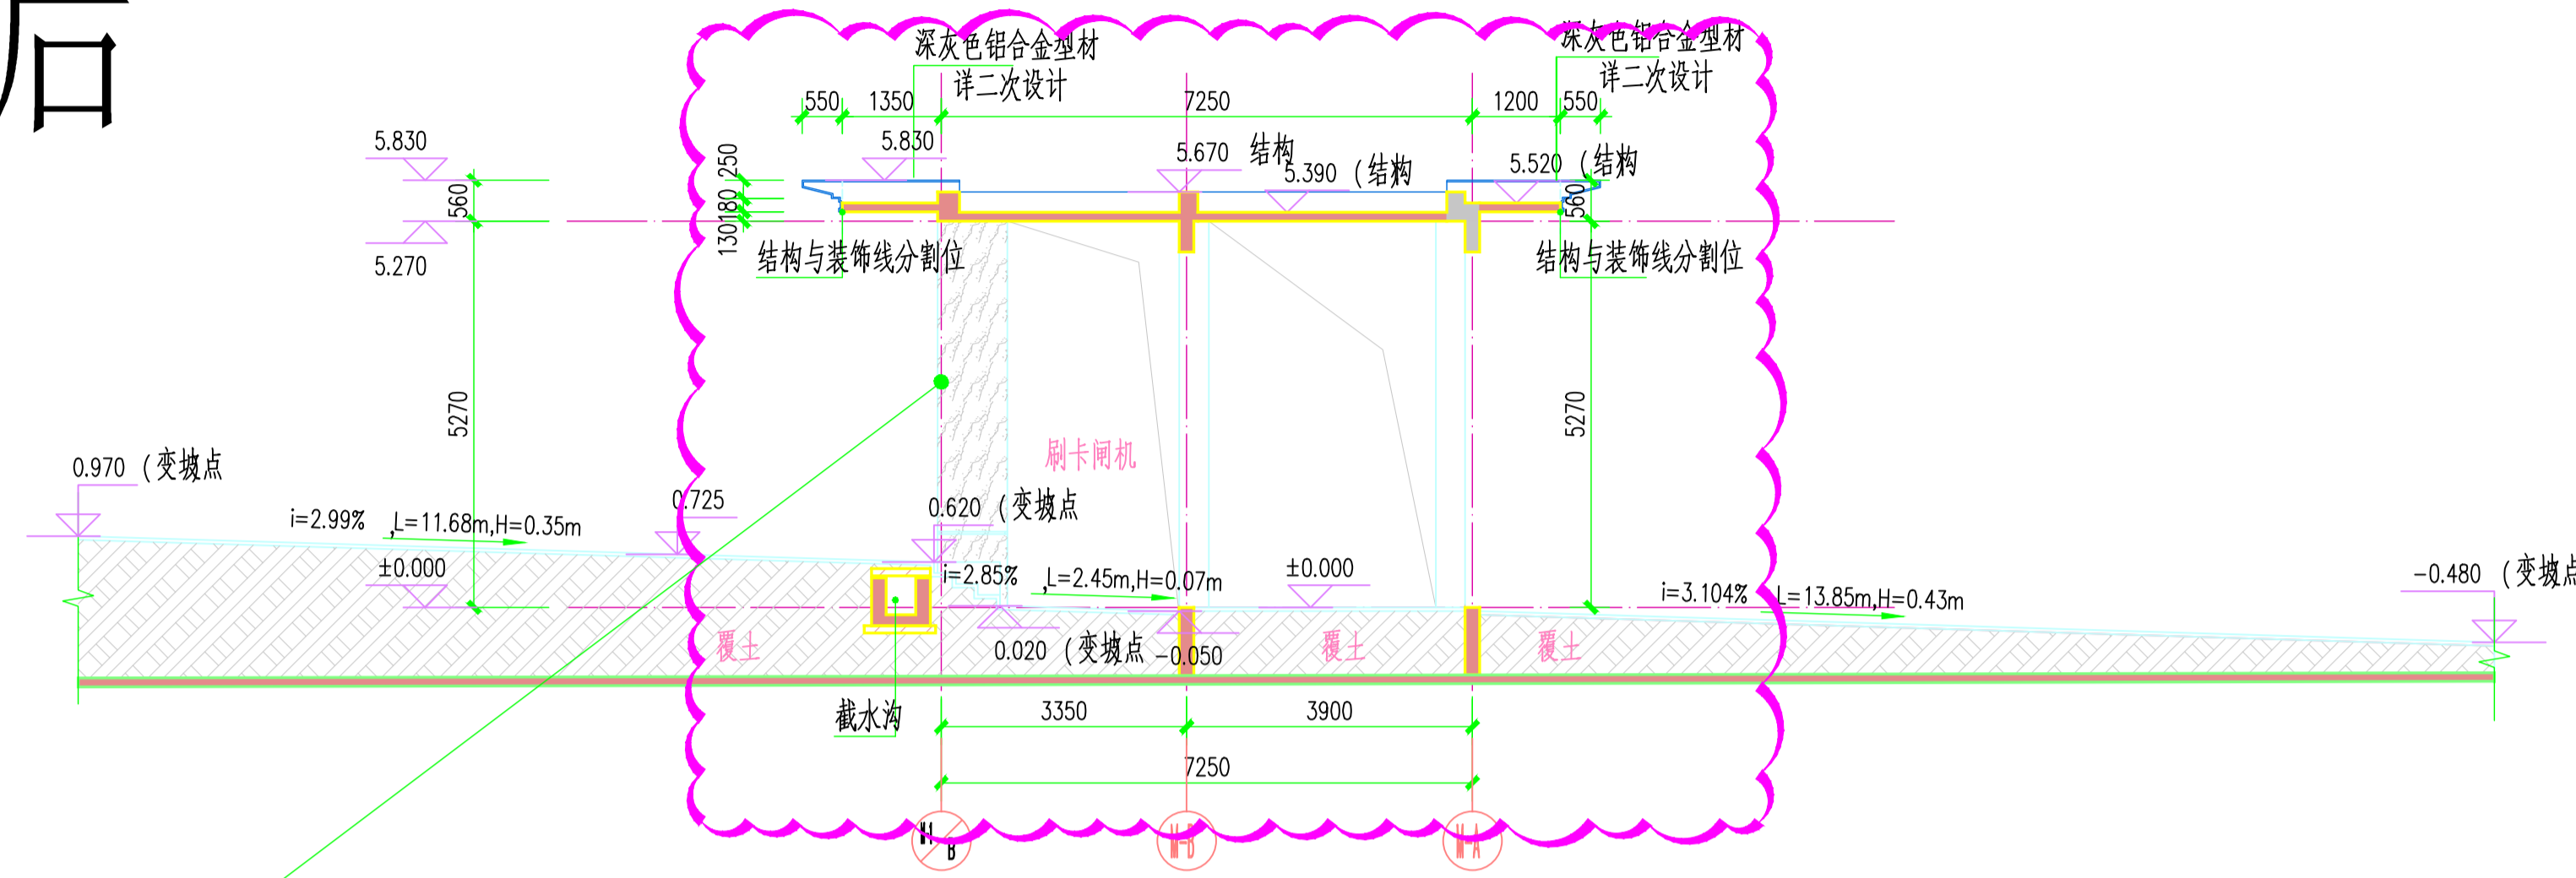 后
深灰色铝合金型材
详二次设计
深灰色铝合金型材
详二次设计
550
1350
7250
1200
550
5.830
5.830
5.670
结构
5.390（结构
5.520（结构
250
180
130
560
560
5.270
结构与装饰线分割位
结构与装饰线分割位
5270
5270
刷卡闸机
0.970（变坡点
i=2.99%
,L=11.68m,H=0.35m
0.725
0.620（变坡点
±0.000
i=2.85%
,L=2.45m,H=0.07m
±0.000
i=3.104%
L=13.85m,H=0.43m
-0.480（变坡点
覆土
0.020（变坡点
-0.050
覆土
覆土
截水沟
3350
3900
7250
M-1
B
M-B
M-A